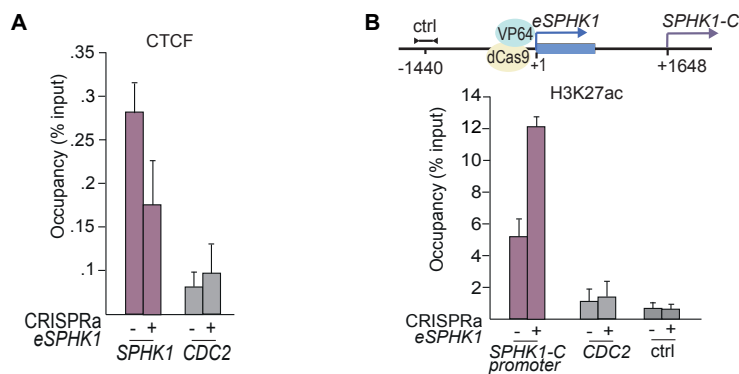 A
CTCF
Occupancy (% input)
.35
.3
.25
.2
.15
.1
CRISPRa
eSPHK1
- + - +
SPHK1 CDC2
B
ctrl
VP64
dCas9
eSPHK1
SPHK1-C
-1440
+1
+1648
H3K27ac
Occupancy (% input)
14
12
10
8
6
4
2
CRISPRa
eSPHK1
- + - + - +
SPHK1-C CDC2 ctrl
promoter